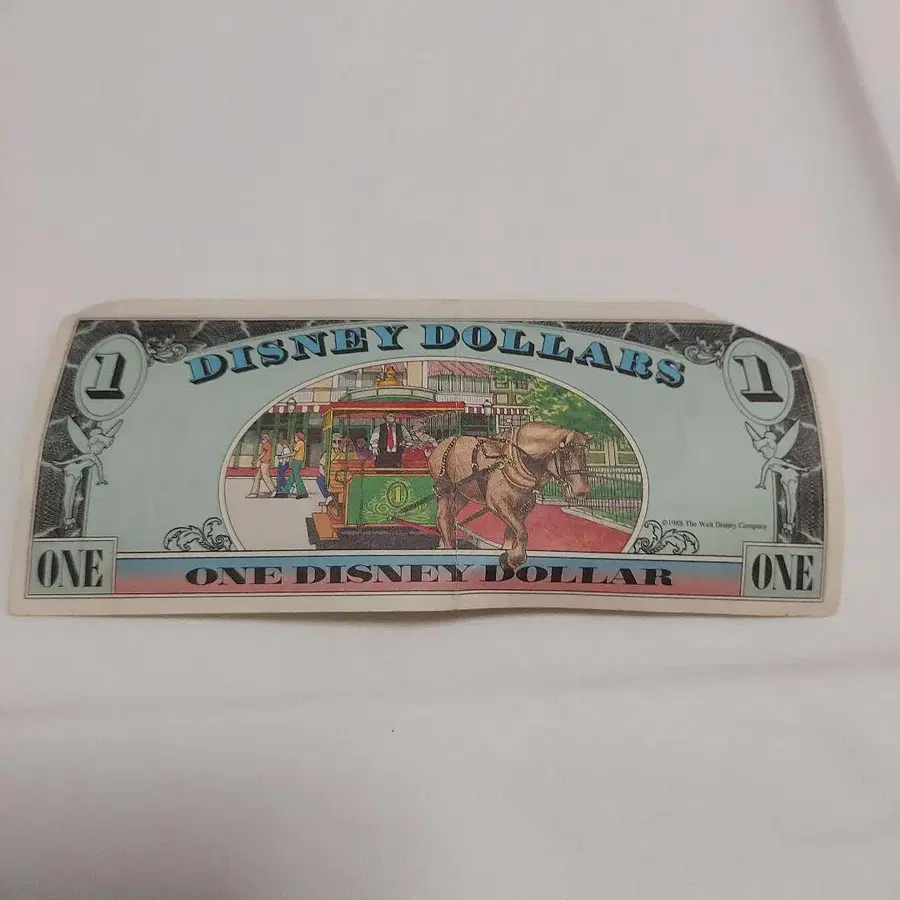 DISNEY DOLLARS
1 1
1
©1988 The Walt Disney Company
ONE ONE DISNEY DOLLAR ONE